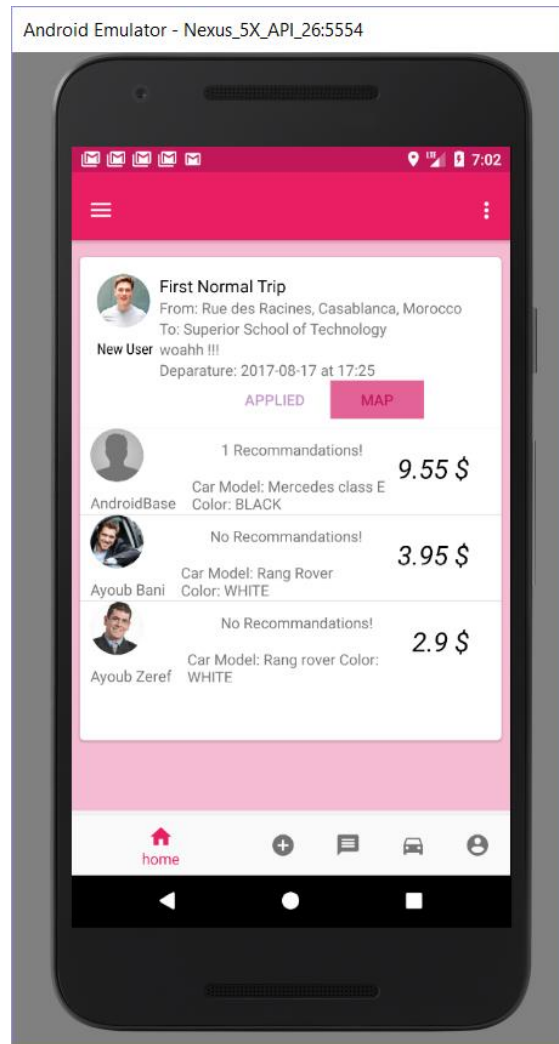 Android Emulator - Nexus_5X_API_26:5554
LTE 7:02
First Normal Trip
From: Rue des Racines, Casablanca, Morocco
To: Superior School of Technology
New User woahh !!!
Deparature: 2017-08-17 at 17:25
APPLIED MAP
1 Recommandations!
9.55 $
Car Model: Mercedes class E
AndroidBase Color: BLACK
No Recommandations!
3.95 $
Car Model: Rang Rover
Ayoub Bani Color: WHITE
No Recommandations!
2.9 $
Car Model: Rang rover Color:
Ayoub Zeref WHITE
home